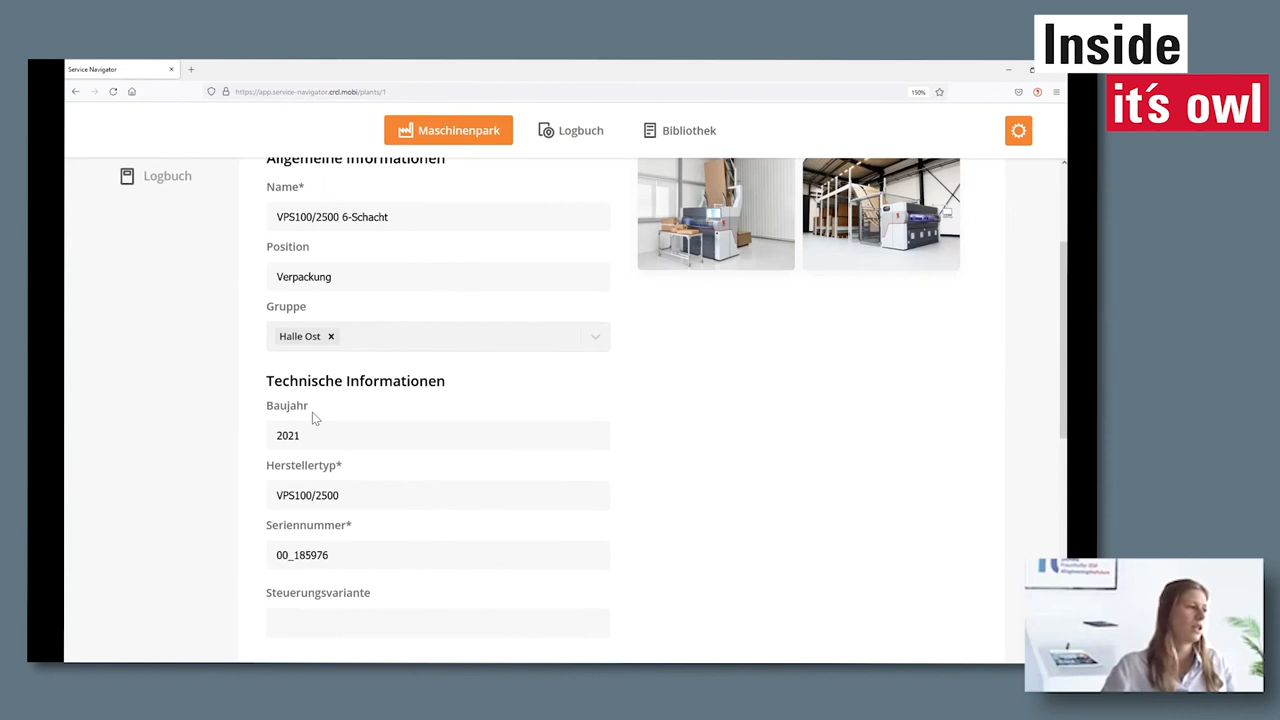 Inside
it's owl
Service Navigator
https://app.service-navigator.crcl.mobi/plants/1
150%
Maschinenpark
Logbuch
Bibliothek
Logbuch
Allgemeine Informationen
Name*
VPS100/2500 6-Schacht
Position
Verpackung
Gruppe
Halle Ost
Technische Informationen
Baujahr
2021
Herstellertyp*
VPS100/2500
Seriennummer*
00_185976
Steuerungsvariante